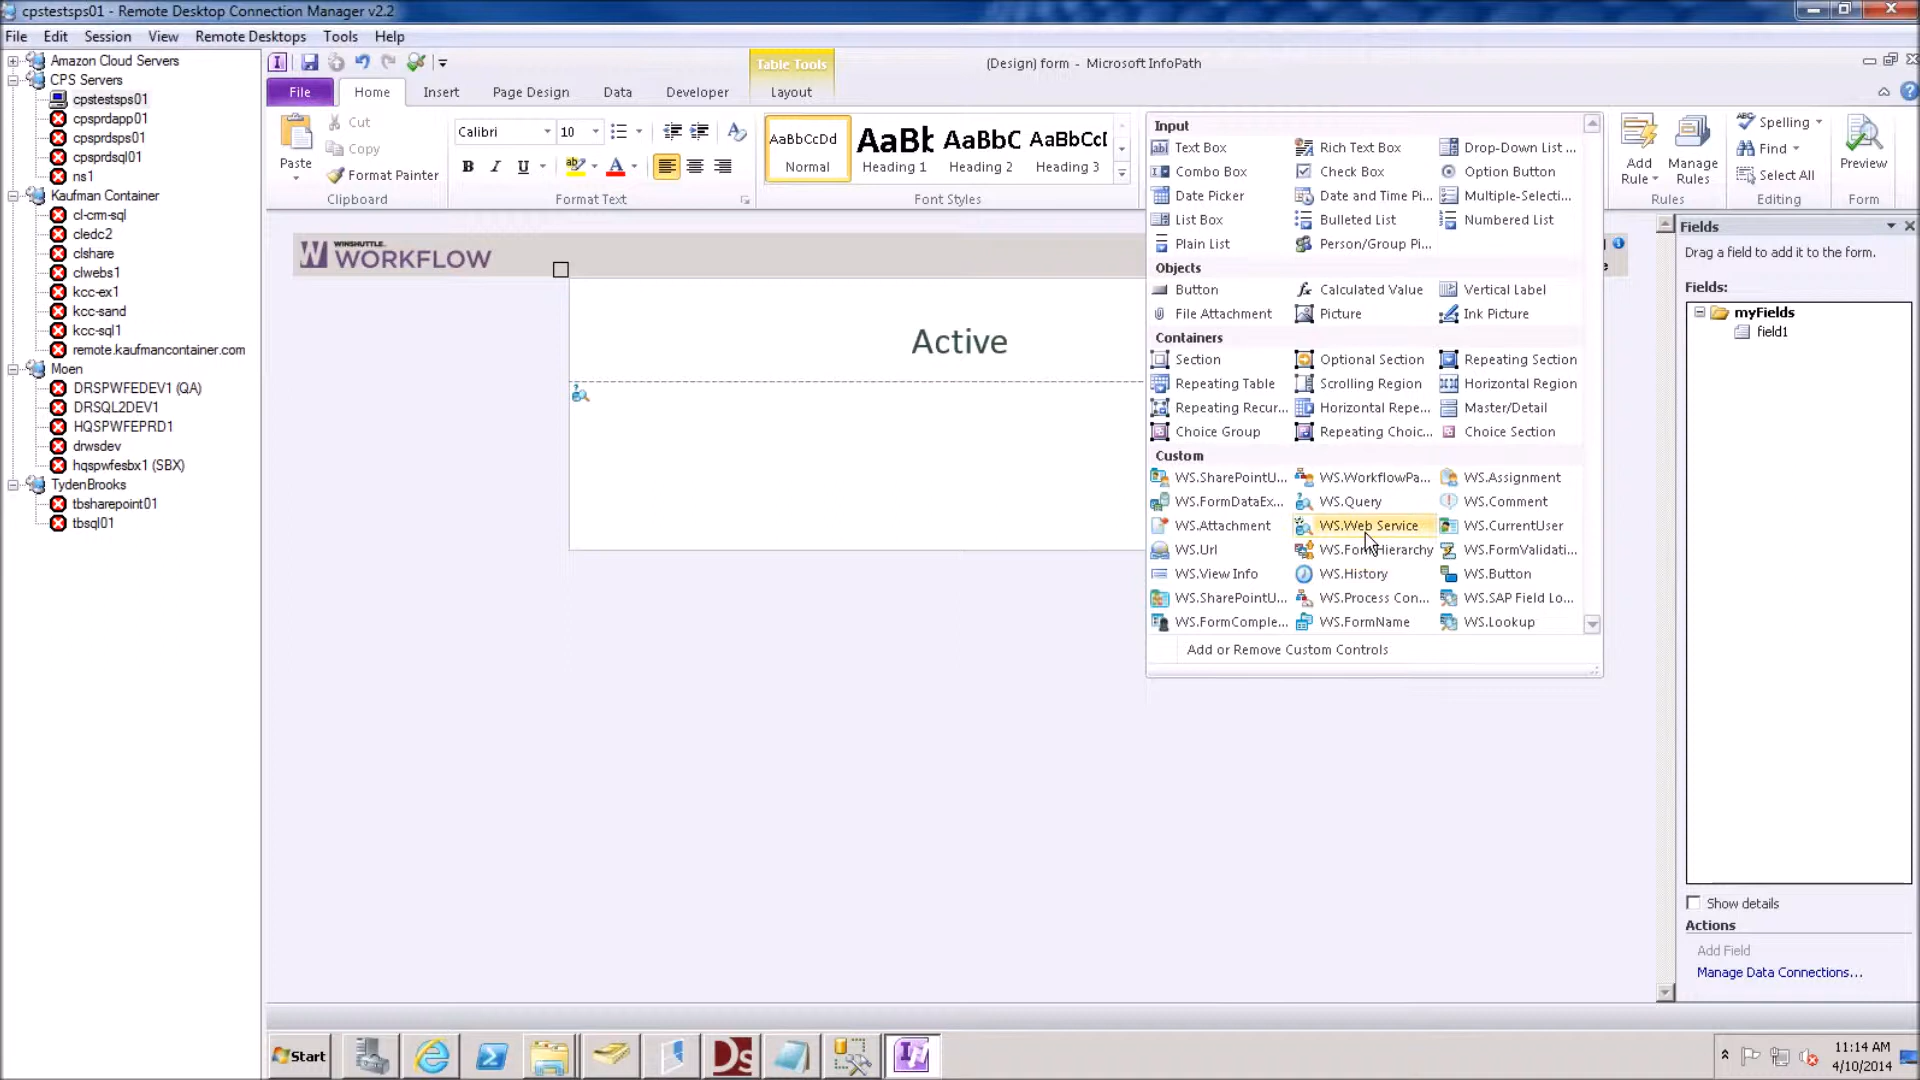 cpstestsps01 - Remote Desktop Connection Manager v2.2
File Edit Session View Remote Desktops Tools Help
Amazon Cloud Servers
CPS Servers
cpstestsps01
cpsprdapp01
cpsprdsps01
cpsprdsql01
ns1
Kaufman Container
cl-crm-sql
cledc2
clshare
clwebs1
kcc-ex1
kcc-sand
kcc-sql1
remote.kaufmancontainer.com
Moen
DRSPWFEDEV1 (QA)
DRSQL2DEV1
HQSPWFEPRD1
drwsdev
hqspwfesbx1 (SBX)
TydenBrooks
tbsharepoint01
tbsql01
Table Tools
(Design) form - Microsoft InfoPath
File Home Insert Page Design Data Developer Layout
Paste
Cut
Copy
Format Painter
Clipboard
Calibri 10
B I U ab A
Format Text
AaBbCcDd AaBb AaBbC AaBbCcI
Normal Heading 1 Heading 2 Heading 3
Font Styles
Input
Text Box Rich Text Box Drop-Down List ...
Combo Box Check Box Option Button
Date Picker Date and Time Pi... Multiple-Selecti...
List Box Bulleted List Numbered List
Plain List Person/Group Pi...
Objects
Button Calculated Value Vertical Label
File Attachment Picture Ink Picture
Containers
Section Optional Section Repeating Section
Repeating Table Scrolling Region Horizontal Region
Repeating Recur... Horizontal Repe... Master/Detail
Choice Group Repeating Choic... Choice Section
Custom
WS.SharePointU... WS.WorkflowPa... WS.Assignment
WS.FormDataEx... WS.Query WS.Comment
WS.Attachment WS.Web Service WS.CurrentUser
WS.Url WS.FormHierarchy WS.FormValidati...
WS.View Info WS.History WS.Button
WS.SharePointU... WS.Process Con... WS.SAP Field Lo...
WS.FormComple... WS.FormName WS.Lookup
Add or Remove Custom Controls
Add Rule
Manage Rules
Rules
Spelling
Find
Select All
Editing
Preview
Form
WINSHUTTLE
WORKFLOW
Active
Fields
Drag a field to add it to the form.
Fields:
myFields
field1
Show details
Actions
Add Field
Manage Data Connections...
Start
Ds
11:14 AM
4/10/2014